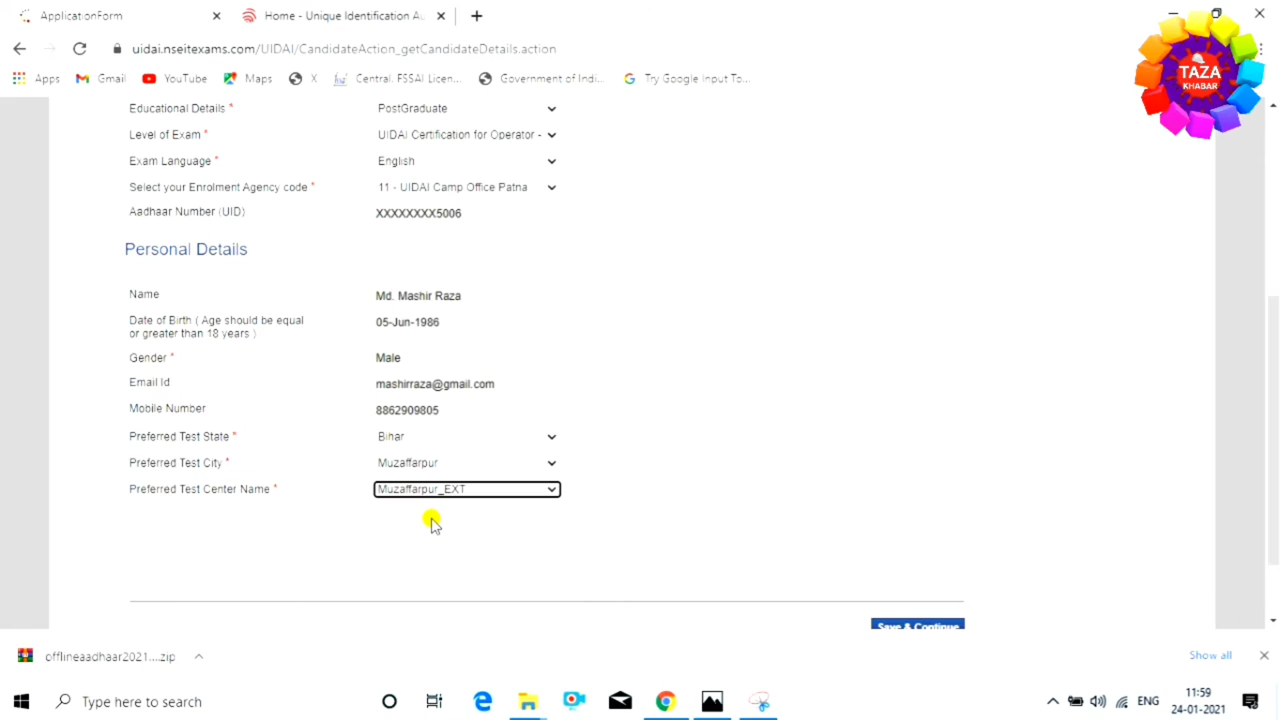 ApplicationForm
Home - Unique Identification Au
uidai.nseitexams.com/UIDAI/CandidateAction_getCandidateDetails.action
Apps Gmail YouTube Maps X Central. FSSAI Licen... Government of Indi... Try Google Input To...
TAZA
KHABAR
Educational Details * PostGraduate
Level of Exam * UIDAI Certification for Operator -
Exam Language * English
Select your Enrolment Agency code * 11 - UIDAI Camp Office Patna
Aadhaar Number (UID) XXXXXXXX5006
Personal Details
Name Md. Mashir Raza
Date of Birth ( Age should be equal
or greater than 18 years ) 05-Jun-1986
Gender * Male
Email Id mashirraza@gmail.com
Mobile Number 8862909805
Preferred Test State * Bihar
Preferred Test City * Muzaffarpur
Preferred Test Center Name * Muzaffarpur_EXT
Save & Continue
offlineaadhaar2021....zip
Show all
Type here to search
ENG
11:59
24-01-2021